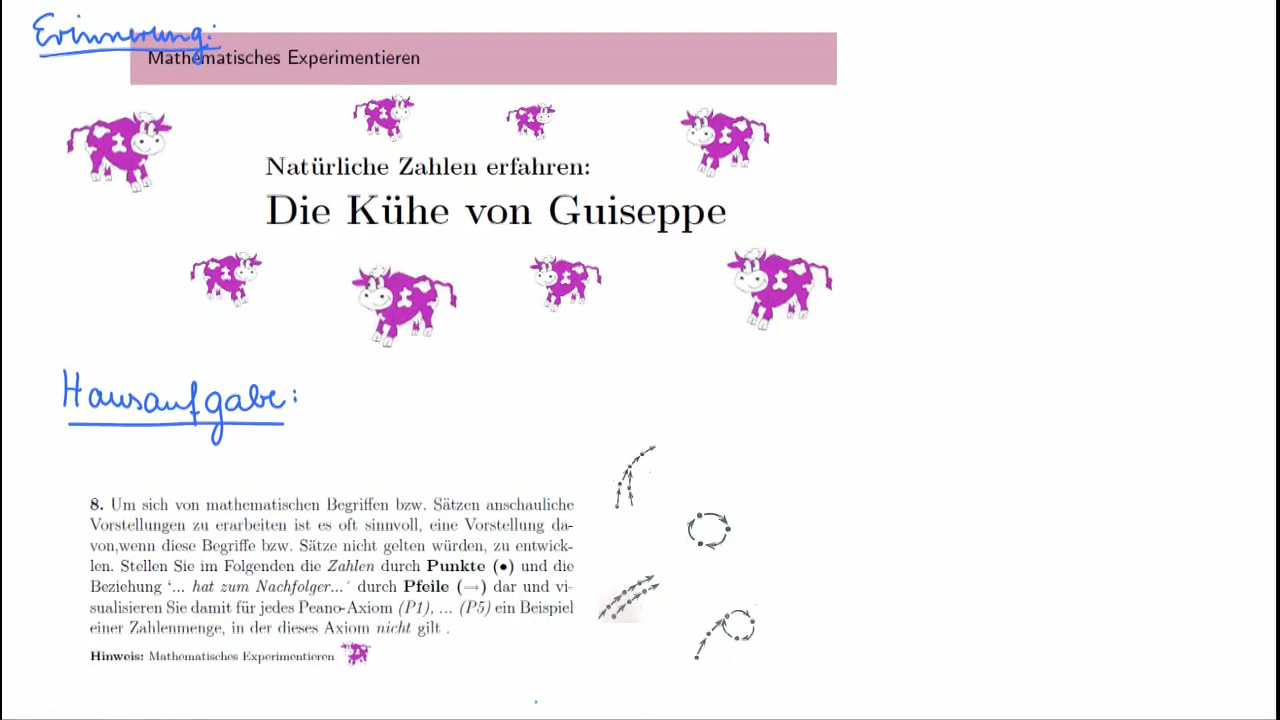 Erinnerung:
Mathematisches Experimentieren
Natürliche Zahlen erfahren:
Die Kühe von Guiseppe
Hausaufgabe:
8. Um sich von mathematischen Begriffen bzw. Sätzen anschauliche
Vorstellungen zu erarbeiten ist es oft sinnvoll, eine Vorstellung da-
von,wenn diese Begriffe bzw. Sätze nicht gelten würden, zu entwick-
len. Stellen Sie im Folgenden die Zahlen durch Punkte (•) und die
Beziehung ‘... hat zum Nachfolger...´ durch Pfeile (→) dar und vi-
sualisieren Sie damit für jedes Peano-Axiom (P1), ... (P5) ein Beispiel
einer Zahlenmenge, in der dieses Axiom nicht gilt .
Hinweis: Mathematisches Experimentieren